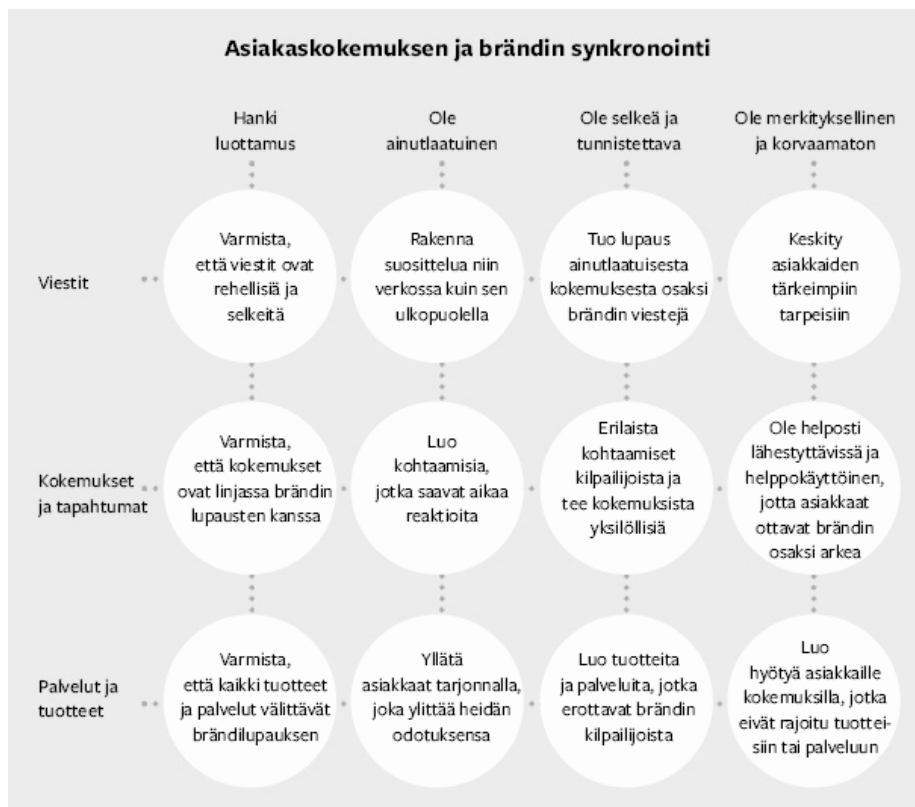 Asiakaskokemuksen ja brändin synkronointi
Hanki
luottamus
Ole
ainutlaatuinen
Ole selkeä ja
tunnistettava
Ole merkityksellinen
ja korvaamaton
Viestit
Varmista,
että viestit ovat
rehellisiä ja
selkeitä
Rakenna
suosittelua niin
verkossa kuin sen
ulkopuolella
Tuo lupaus
ainutlaatuisesta
kokemuksesta osaksi
brändin viestejä
Keskity
asiakkaiden
tärkeimpiin
tarpeisiin
Kokemukset
ja tapahtumat
Varmista,
että kokemukset
ovat linjassa brändin
lupausten kanssa
Luo
kohtaamisia,
jotka saavat aikaa
reaktioita
Erilaista
kohtaamiset
kilpailijoista ja
tee kokemuksista
yksilöllisiä
Ole helposti
lähestyttävissä ja
helppokäyttöinen,
jotta asiakkaat
ottavat brändin
osaksi arkea
Palvelut ja
tuotteet
Varmista,
että kaikki tuotteet
ja palvelut välittävät
brändilupauksen
Yllätä
asiakkaat tarjonnalla,
joka ylittää heidän
odotuksensa
Luo tuotteita
ja palveluita, jotka
erottavat brändin
kilpailijoista
Luo
hyötyä asiakkaille
kokemuksilla, jotka
eivät rajoitu tuottei-
siin tai palveluun